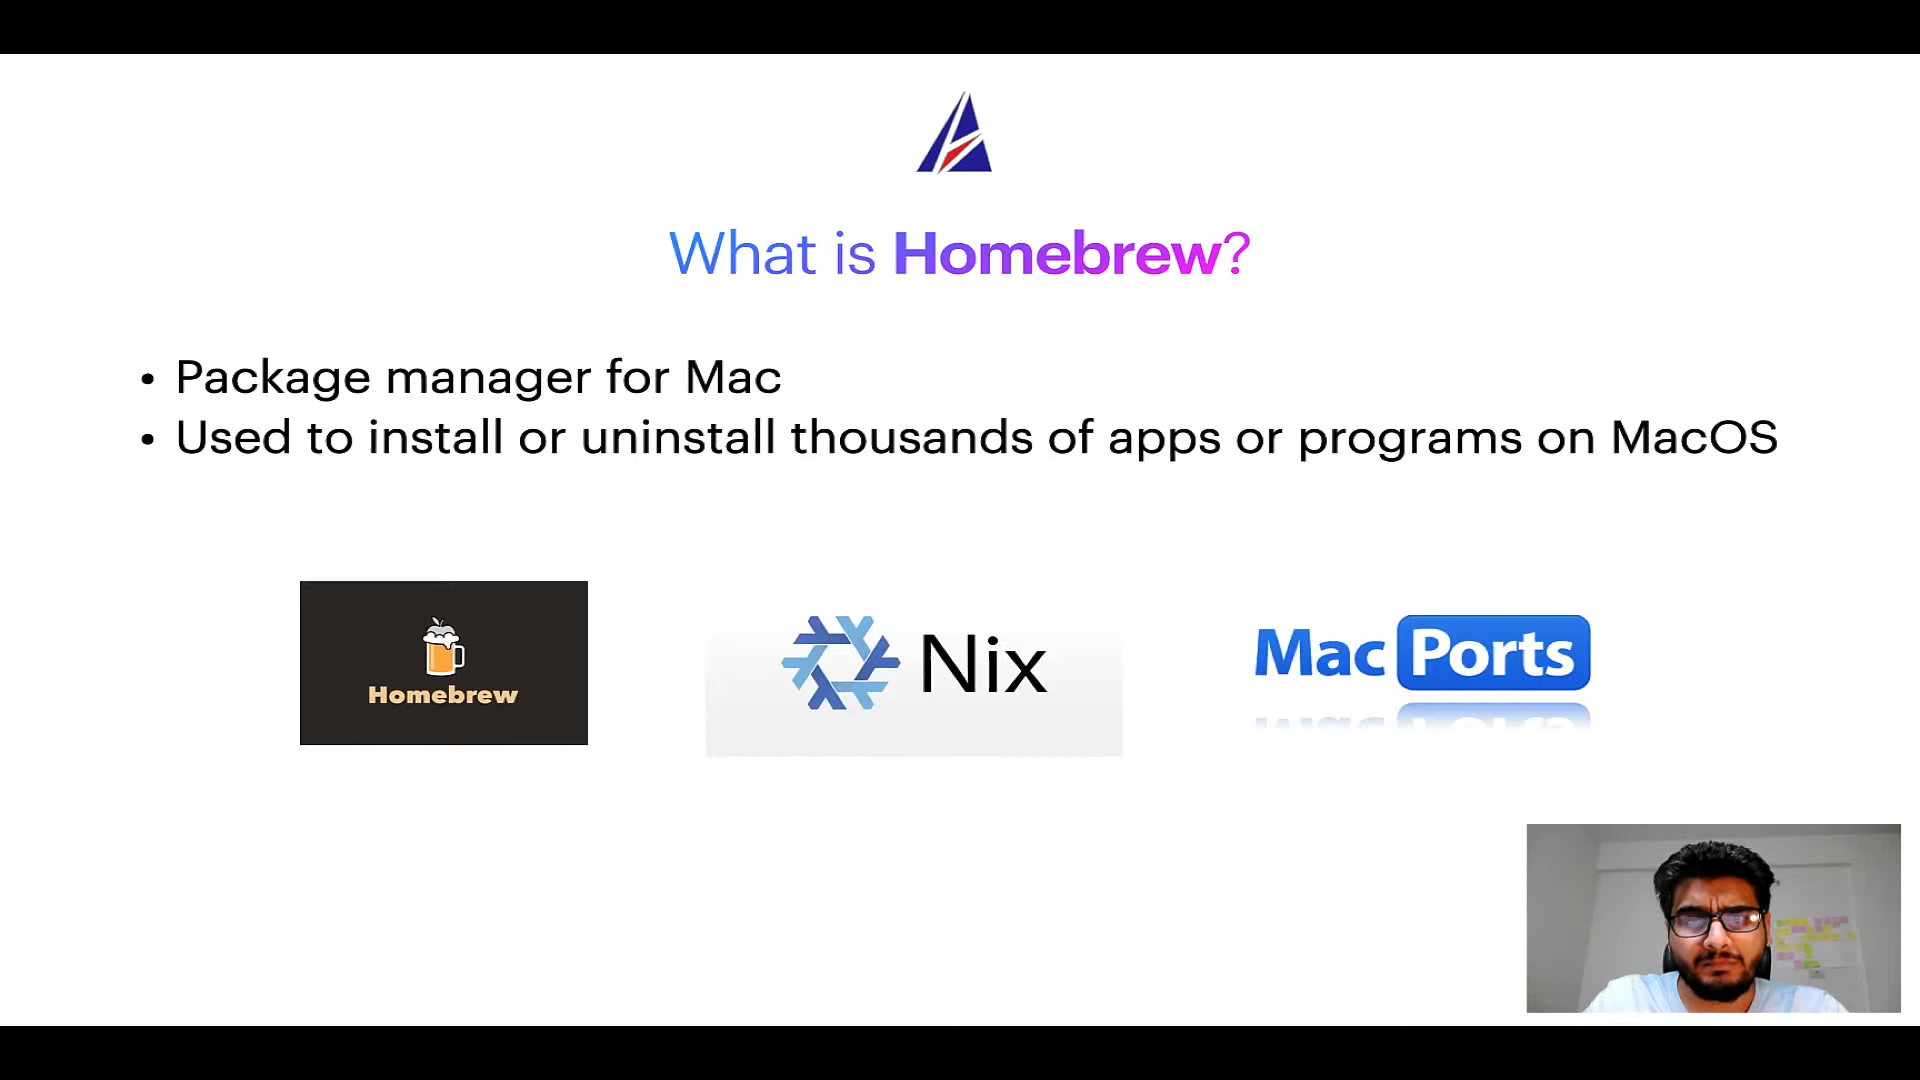 What is Homebrew?
• Package manager for Mac
• Used to install or uninstall thousands of apps or programs on MacOS
Homebrew
Nix
MacPorts